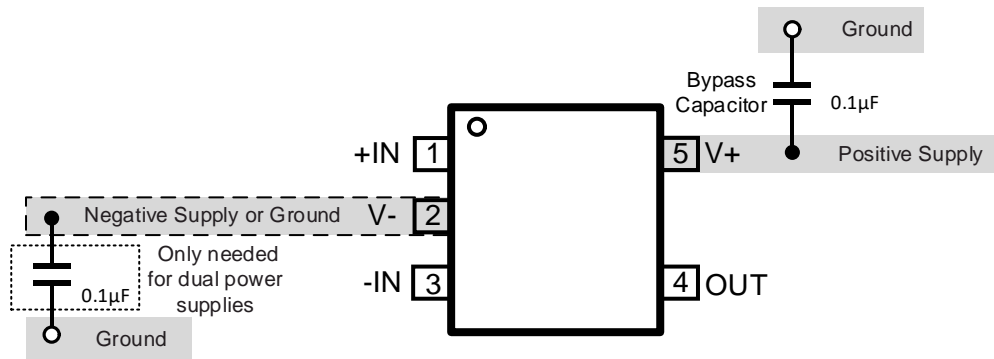 Ground
Bypass
Capacitor
0.1µF
+IN 1
5 V+
Positive Supply
Negative Supply or Ground V- 2
Only needed
for dual power
supplies
0.1µF
-IN 3
4 OUT
Ground